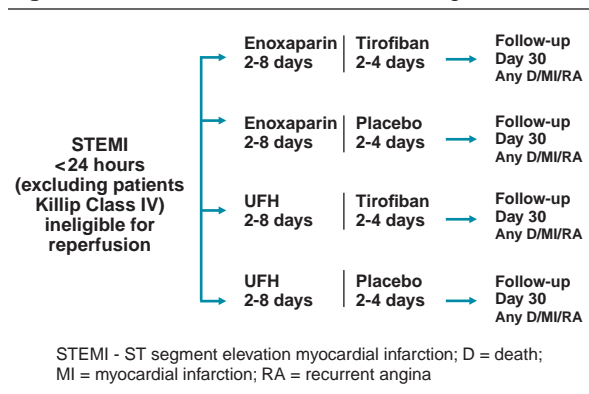 Enoxaparin Tirofiban Follow-up
2-8 days 2-4 days Day 30
Any D/MI/RA
Enoxaparin Placebo Follow-up
2-8 days 2-4 days Day 30
Any D/MI/RA
STEMI
<24 hours
(excluding patients
Killip Class IV)
ineligible for
reperfusion
UFH Tirofiban Follow-up
2-8 days 2-4 days Day 30
Any D/MI/RA
UFH Placebo Follow-up
2-8 days 2-4 days Day 30
Any D/MI/RA
STEMI - ST segment elevation myocardial infarction; D = death;
MI = myocardial infarction; RA = recurrent angina